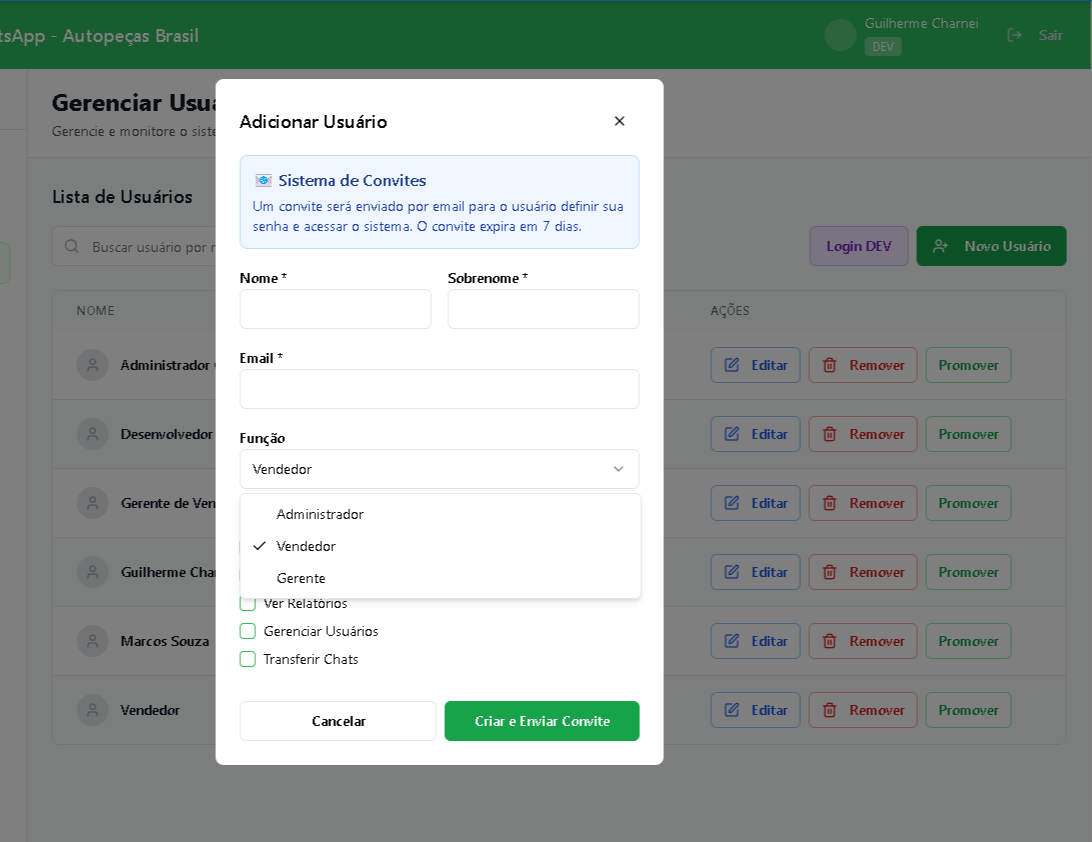 tsApp - Autopeças Brasil
Guilherme Charnei
DEV
Sair
Gerenciar Usu
Gerencie e monitore o siste
Lista de Usuários
Buscar usuário por
Login DEV
Novo Usuário
NOME
AÇÕES
Administrador
Editar
Remover
Promover
Desenvolvedor
Editar
Remover
Promover
Gerente de Ven
Editar
Remover
Promover
Guilherme Cha
Editar
Remover
Promover
Marcos Souza
Editar
Remover
Promover
Vendedor
Editar
Remover
Promover
Adicionar Usuário
Sistema de Convites
Um convite será enviado por email para o usuário definir sua
senha e acessar o sistema. O convite expira em 7 dias.
Nome *
Sobrenome *
Email *
Função
Vendedor
Administrador
Vendedor
Gerente
Ver Relatórios
Gerenciar Usuários
Transferir Chats
Cancelar
Criar e Enviar Convite